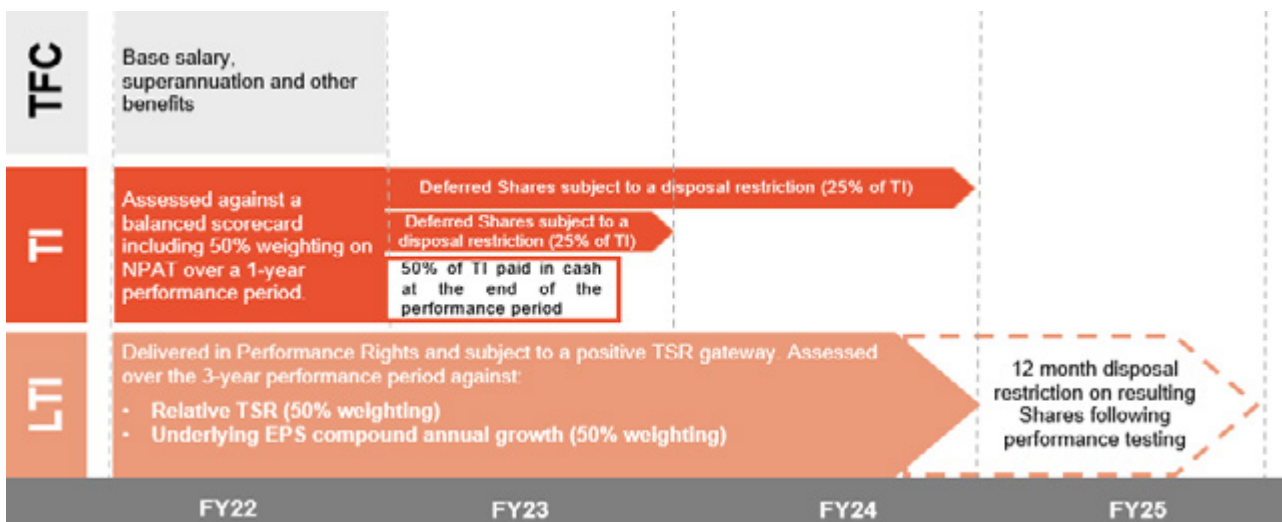 TFC
Base salary,
superannuation and other
benefits
TI
Assessed against a
balanced scorecard
including 50% weighting on
NPAT over a 1-year
performance period.
Deferred Shares subject to a disposal restriction (25% of TI)
Deferred Shares subject to a
disposal restriction (25% of TI)
50% of TI paid in cash
at the end of the
performance period
LTI
Delivered in Performance Rights and subject to a positive TSR gateway. Assessed
over the 3-year performance period against:
• Relative TSR (50% weighting)
• Underlying EPS compound annual growth (50% weighting)
12 month disposal
restriction on resulting
Shares following
performance testing
FY22
FY23
FY24
FY25